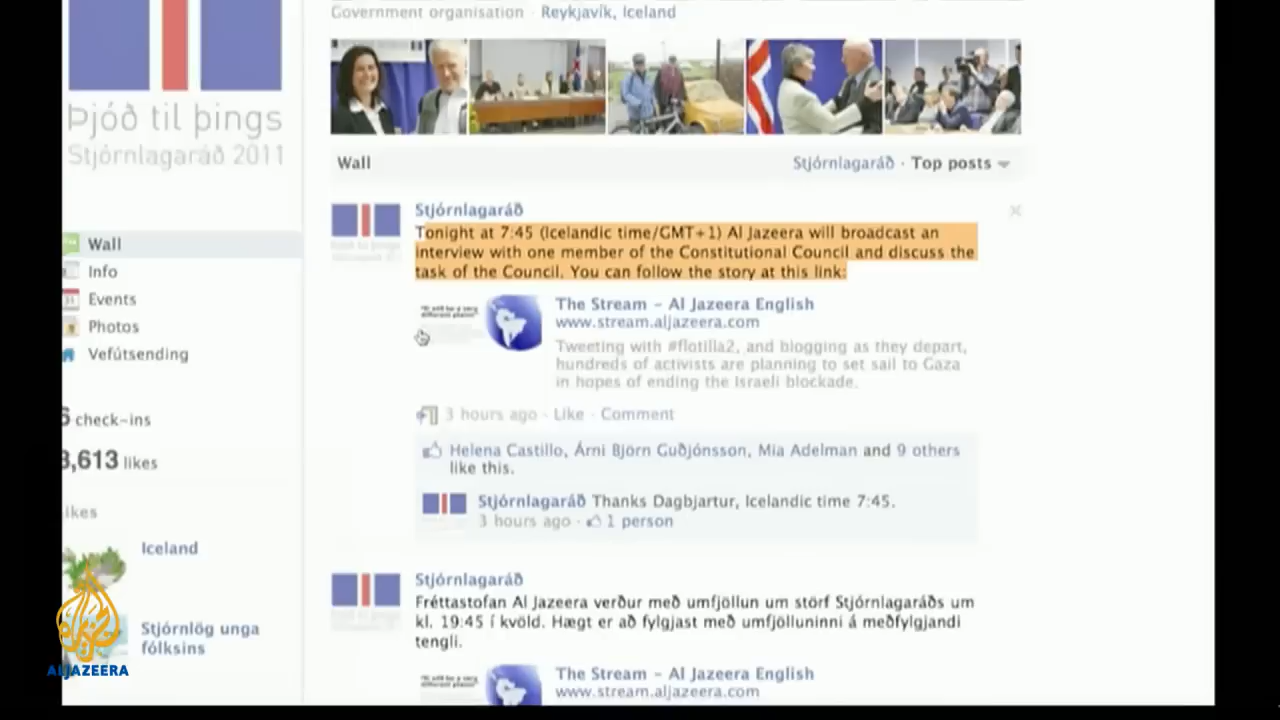 Government organisation · Reykjavík, Iceland
Þjóð til þings
Stjórnlagaráð 2011
Wall
Stjórnlagaráð · Top posts
Wall
Info
Events
Photos
Vefútsending
6 check-ins
3,613 likes
ikes
Iceland
Stjórnlög unga
fólksins
Stjórnlagaráð
Tonight at 7:45 (Icelandic time/GMT+1) Al Jazeera will broadcast an
interview with one member of the Constitutional Council and discuss the
task of the Council. You can follow the story at this link:
The Stream - Al Jazeera English
www.stream.aljazeera.com
Tweeting with #flotilla2, and blogging as they depart,
hundreds of activists are planning to set sail to Gaza
in hopes of ending the Israeli blockade.
3 hours ago · Like · Comment
Helena Castillo, Árni Björn Guðjónsson, Mia Adelman and 9 others
like this.
Stjórnlagaráð Thanks Dagbjartur, Icelandic time 7:45.
3 hours ago · 1 person
Stjórnlagaráð
Fréttastofan Al Jazeera verður með umfjöllun um störf Stjórnlagaráðs um
kl. 19:45 í kvöld. Hægt er að fylgjast með umfjölluninni á meðfylgjandi
tengli.
The Stream - Al Jazeera English
www.stream.aljazeera.com
ALJAZEERA